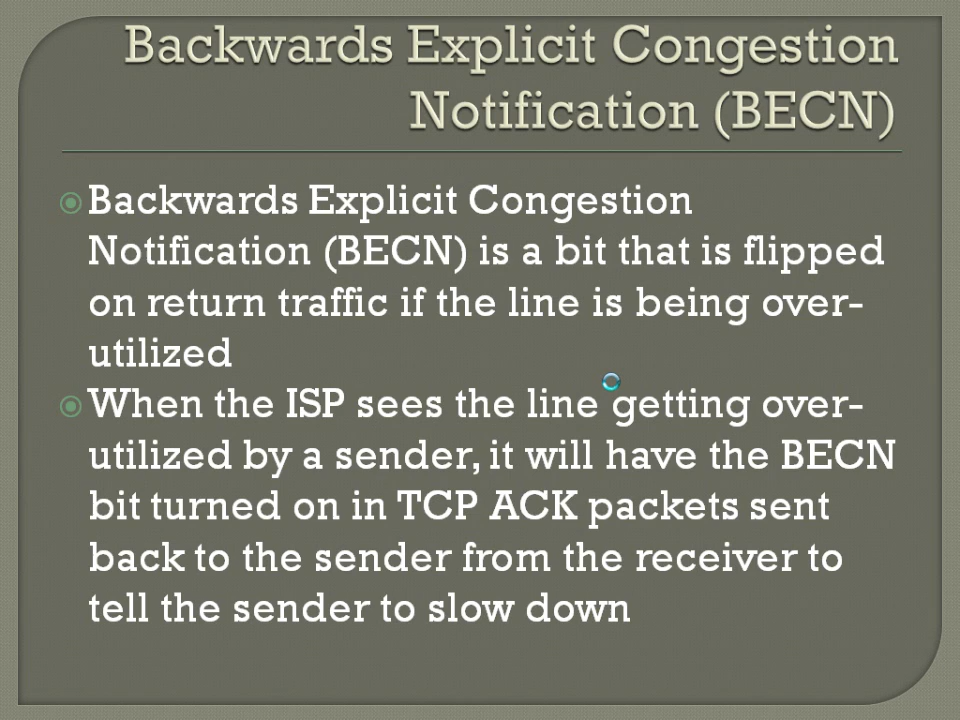 Backwards Explicit Congestion
Notification (BECN)
Backwards Explicit Congestion
Notification (BECN) is a bit that is flipped
on return traffic if the line is being over-
utilized
When the ISP sees the line getting over-
utilized by a sender, it will have the BECN
bit turned on in TCP ACK packets sent
back to the sender from the receiver to
tell the sender to slow down